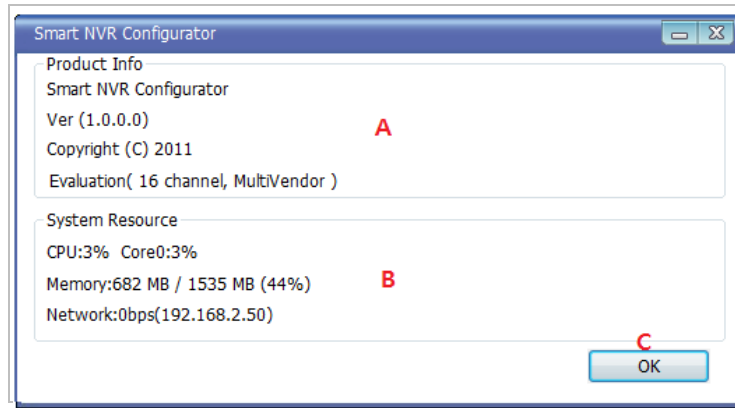 Smart NVR Configurator
Product Info
Smart NVR Configurator
Ver (1.0.0.0)
A
Copyright (C) 2011
Evaluation( 16 channel, MultiVendor )
System Resource
CPU:3% Core0:3%
Memory:682 MB / 1535 MB (44%)
B
Network:0bps(192.168.2.50)
C
OK